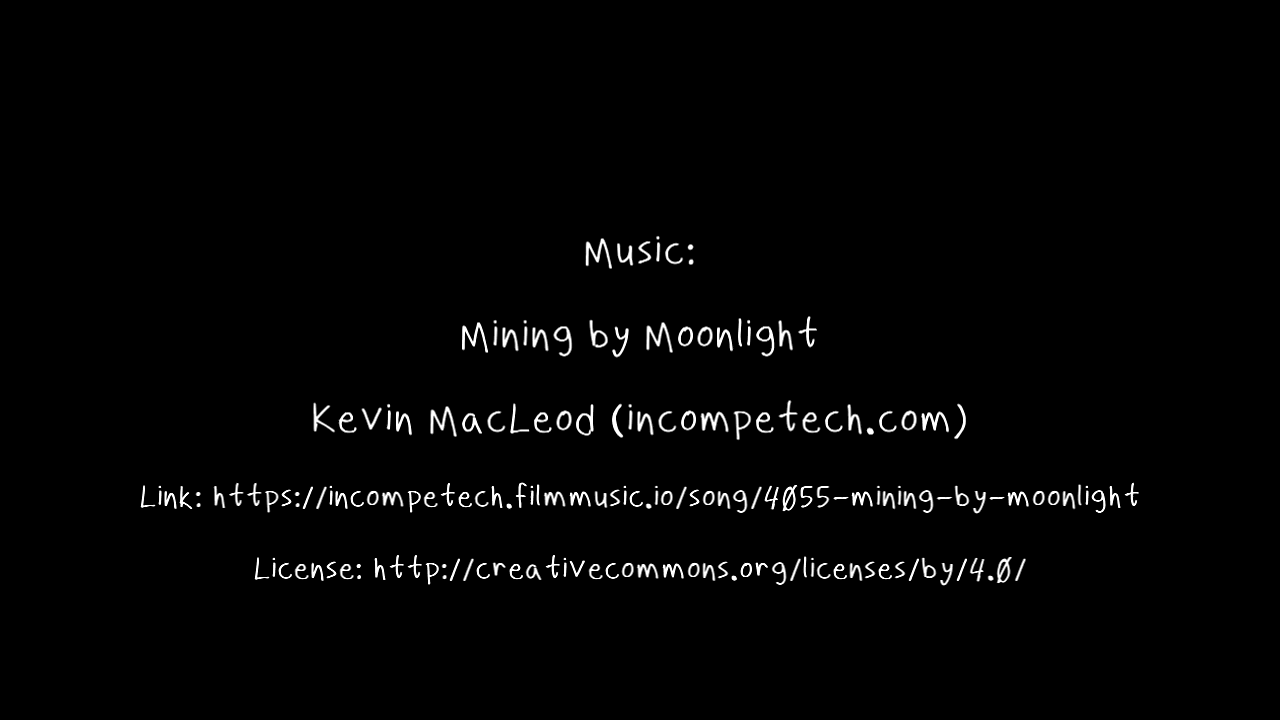 Music:
Mining by Moonlight
Kevin MacLeod (incompetech.com)
Link: https://incompetech.filmmusic.io/song/4055-mining-by-moonlight
License: http://creativecommons.org/licenses/by/4.0/